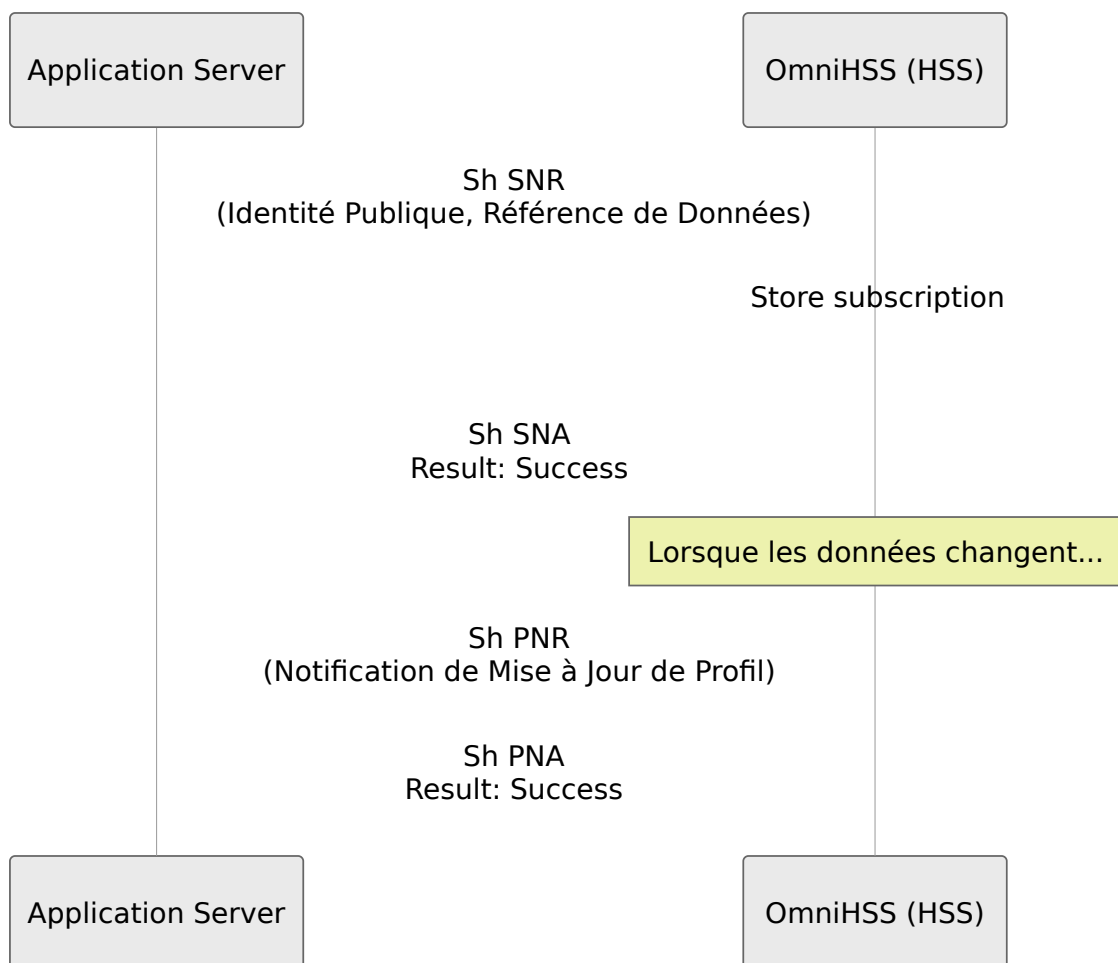 Application Server
OmniHSS (HSS)
Sh SNR
(Identité Publique, Référence de Données)
Store subscription
Sh SNA
Result: Success
Lorsque les données changent...
Sh PNR
(Notification de Mise à Jour de Profil)
Sh PNA
Result: Success
Application Server
OmniHSS (HSS)